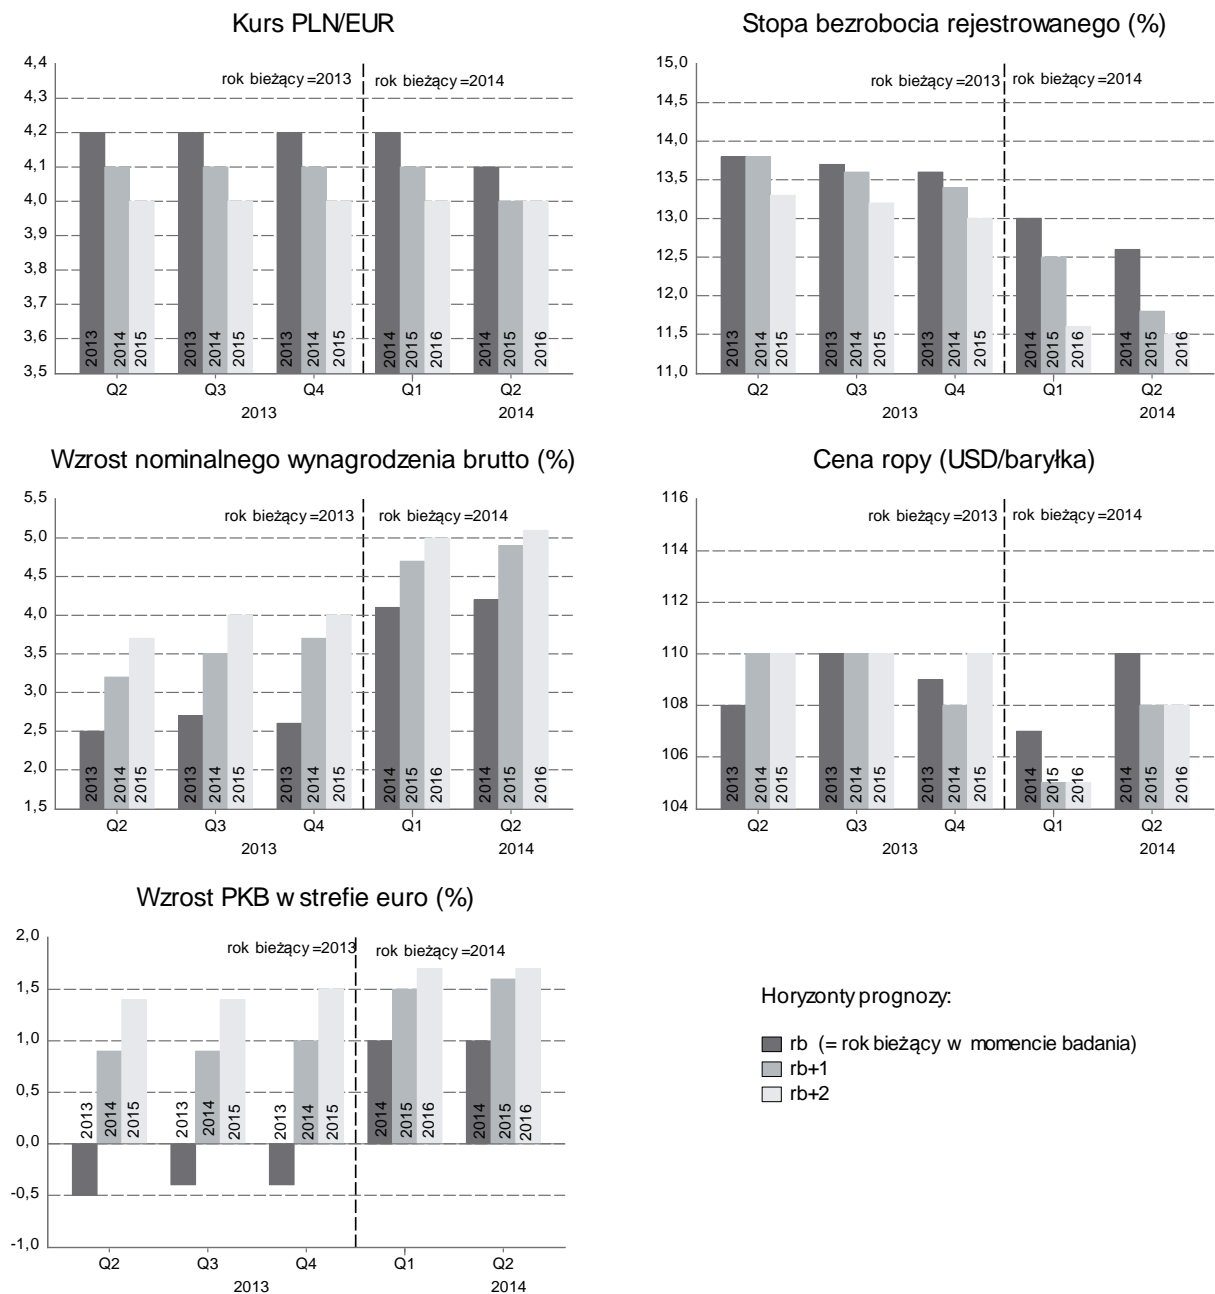 Kurs PLN/EUR
4,4
4,3
4,2
4,1
4,0
3,9
3,8
3,7
3,6
3,5
rok bieżący=2013
rok bieżący=2014
2013
2014
2015
2013
2014
2015
2013
2014
2015
2014
2015
2016
2014
2015
2016
Q2
Q3
Q4
Q1
Q2
2013
2014
Stopa bezrobocia rejestrowanego (%)
15,0
14,5
14,0
13,5
13,0
12,5
12,0
11,5
11,0
rok bieżący=2013
rok bieżący=2014
2013
2014
2015
2013
2014
2015
2013
2014
2015
2014
2015
2016
2014
2015
2016
Q2
Q3
Q4
Q1
Q2
2013
2014
Wzrost nominalnego wynagrodzenia brutto (%)
5,5
5,0
4,5
4,0
3,5
3,0
2,5
2,0
1,5
rok bieżący=2013
rok bieżący=2014
2013
2014
2015
2013
2014
2015
2013
2014
2015
2014
2015
2016
2014
2015
2016
Q2
Q3
Q4
Q1
Q2
2013
2014
Cena ropy (USD/baryłka)
116
114
112
110
108
106
104
rok bieżący=2013
rok bieżący=2014
2013
2014
2015
2013
2014
2015
2013
2014
2015
2014
2015
2016
2014
2015
2016
Q2
Q3
Q4
Q1
Q2
2013
2014
Wzrost PKB w strefie euro (%)
2,0
1,5
1,0
0,5
0,0
-0,5
-1,0
rok bieżący=2013
rok bieżący=2014
2013
2014
2015
2013
2014
2015
2013
2014
2015
2014
2015
2016
2014
2015
2016
Q2
Q3
Q4
Q1
Q2
2013
2014
Horyzonty prognozy:
rb (= rok bieżący w momencie badania)
rb+1
rb+2